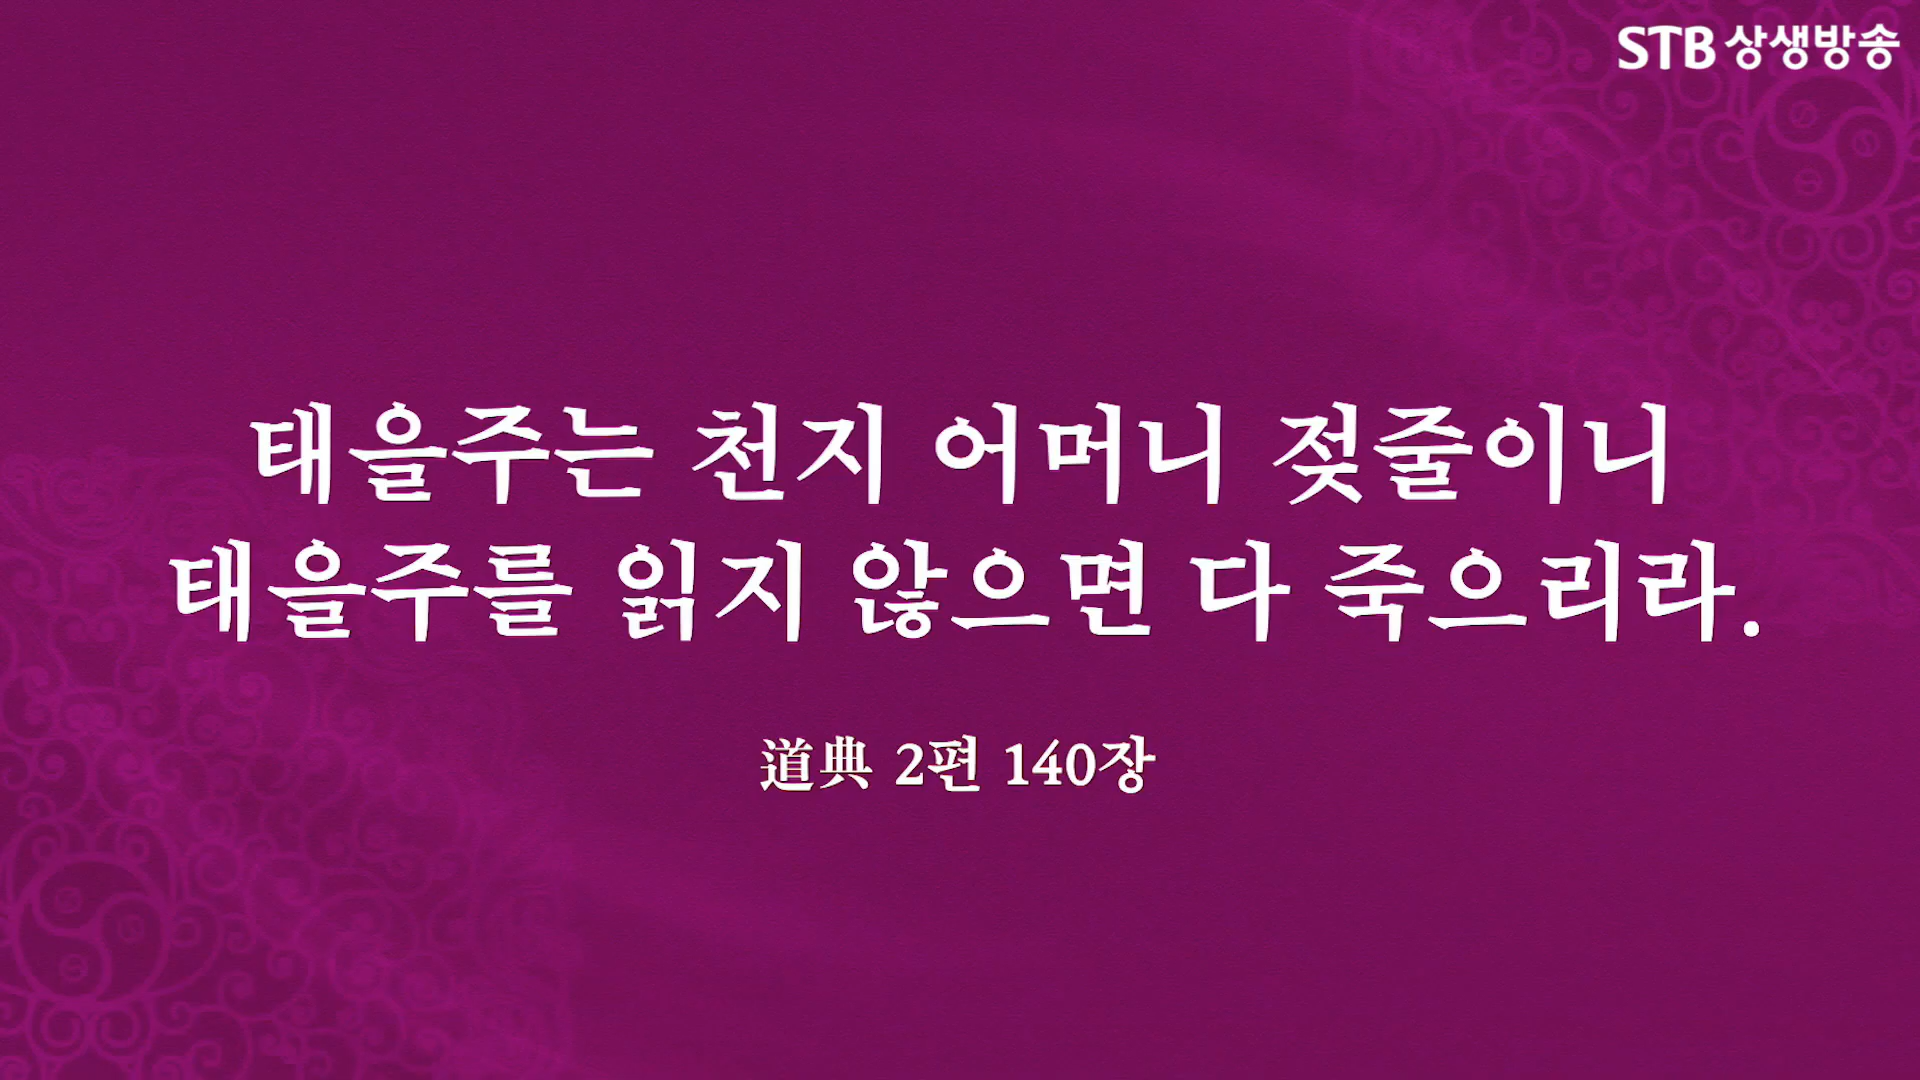 STB 상생방송
태을주는 천지 어머니 젖줄이니
태을주를 읽지 않으면 다 죽으리라.
道典 2편 140장